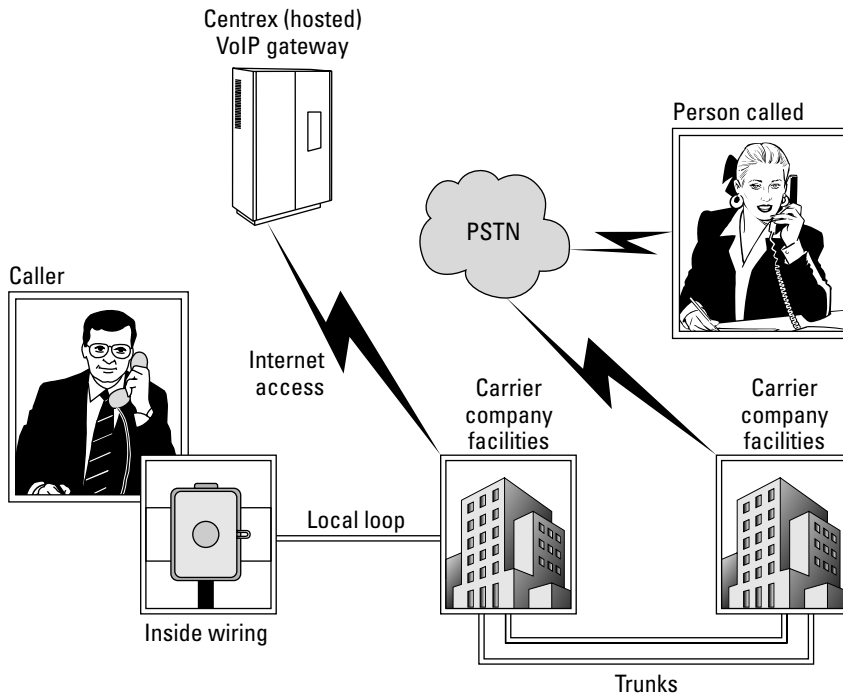 Centrex (hosted)
VoIP gateway
Person called
PSTN
Caller
Internet
access
Carrier
company
facilities
Carrier
company
facilities
Local loop
Inside wiring
Trunks